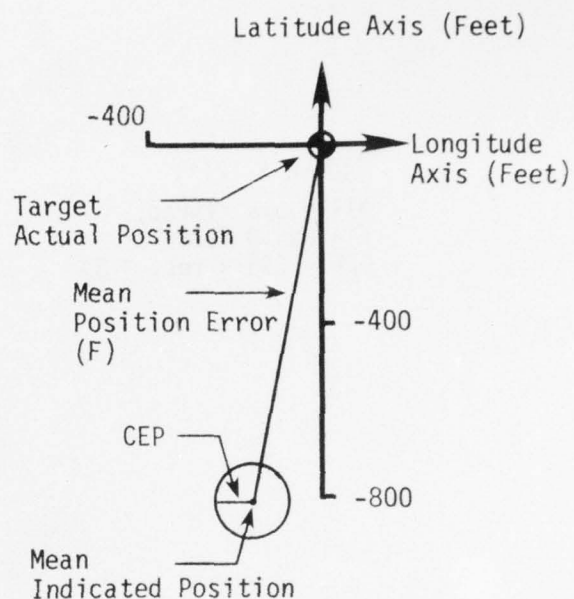 Latitude Axis (Feet)
-400
Longitude
Axis (Feet)
Target
Actual Position
Mean
Position Error
(F)
-400
CEP
-800
Mean
Indicated Position